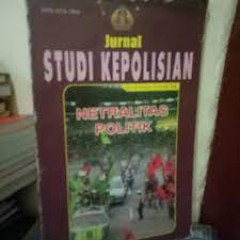 Jurnal
STUDI KEPOLISIAN
NETRALITAS
POLITIK